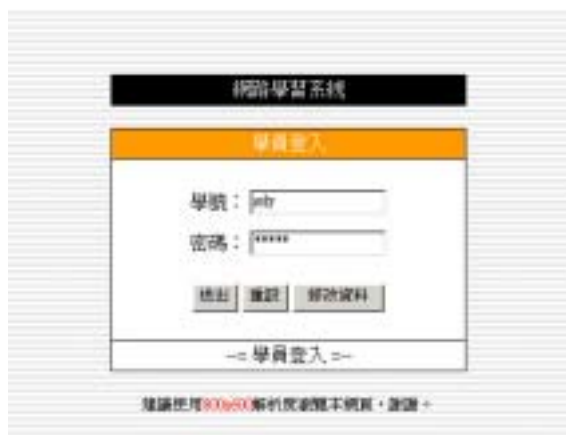 網路學習系統
學員登入
學號：
密碼：*****
送出 重設 修改資料
-= 學員登入 =-
建議使用800x600解析度瀏覽本網頁，謝謝。